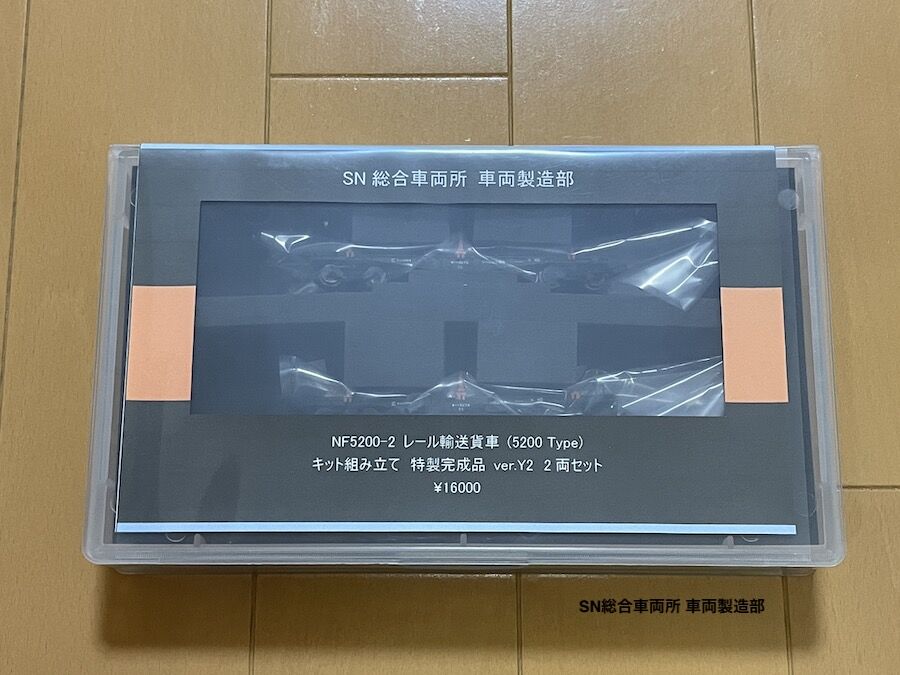 SN 総合車両所 車両製造部
NF5200-2 レール輸送貨車 (5200 Type)
キット組み立て 特製完成品 ver.Y2 2両セット
¥16000
SN総合車両所 車両製造部